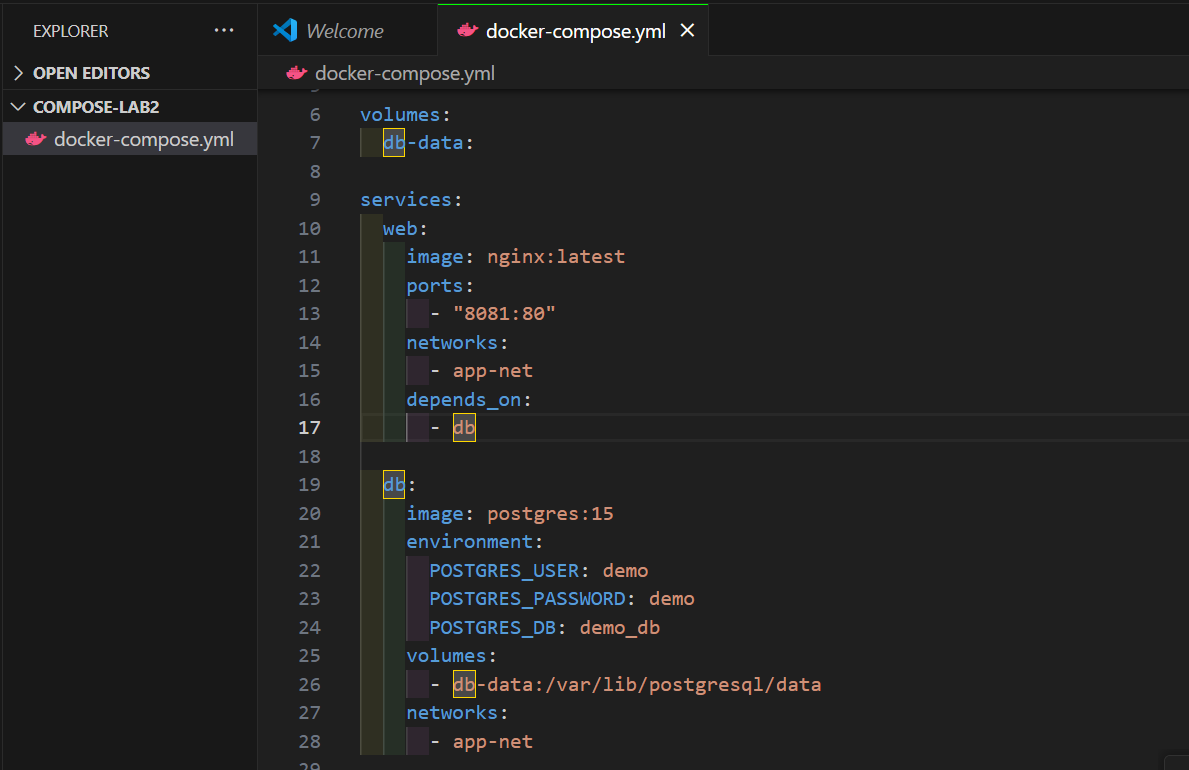 EXPLORER ...
OPEN EDITORS
COMPOSE-LAB2
docker-compose.yml
Welcome
docker-compose.yml
docker-compose.yml
6 volumes:
7 db-data:
8
9 services:
10 web:
11 image: nginx:latest
12 ports:
13 - "8081:80"
14 networks:
15 - app-net
16 depends_on:
17 - db
18
19 db:
20 image: postgres:15
21 environment:
22 POSTGRES_USER: demo
23 POSTGRES_PASSWORD: demo
24 POSTGRES_DB: demo_db
25 volumes:
26 - db-data:/var/lib/postgresql/data
27 networks:
28 - app-net
29